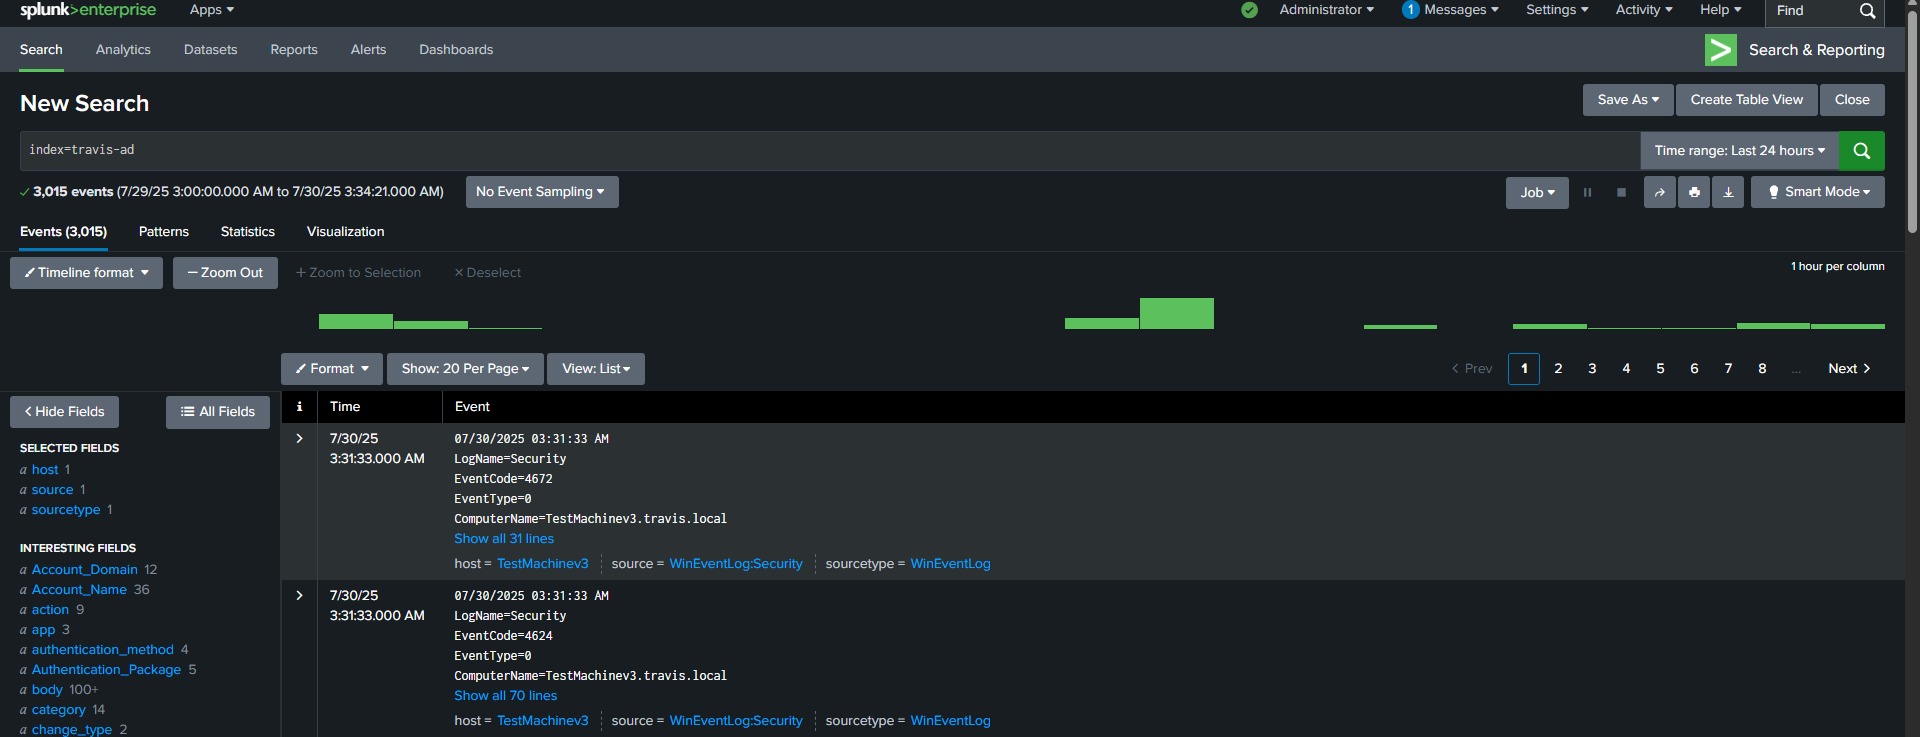 splunk>enterprise Apps Administrator 1 Messages Settings Activity Help Find
Search Analytics Datasets Reports Alerts Dashboards Search & Reporting
New Search Save As Create Table View Close
index=travis-ad Time range: Last 24 hours
3,015 events (7/29/25 3:00:00.000 AM to 7/30/25 3:34:21.000 AM) No Event Sampling Job Smart Mode
Events (3,015) Patterns Statistics Visualization
Timeline format — Zoom Out + Zoom to Selection × Deselect 1 hour per column
Format Show: 20 Per Page View: List < Prev 1 2 3 4 5 6 7 8 ... Next >
< Hide Fields All Fields
SELECTED FIELDS
a host 1
a source 1
a sourcetype 1
INTERESTING FIELDS
a Account_Domain 12
a Account_Name 36
a action 9
a app 3
a authentication_method 4
a Authentication_Package 5
a body 100+
a category 14
a change_type 2
i Time Event
> 7/30/25 07/30/2025 03:31:33 AM
3:31:33.000 AM LogName=Security
EventCode=4672
EventType=0
ComputerName=TestMachinev3.travis.local
Show all 31 lines
host = TestMachinev3 source = WinEventLog:Security sourcetype = WinEventLog
> 7/30/25 07/30/2025 03:31:33 AM
3:31:33.000 AM LogName=Security
EventCode=4624
EventType=0
ComputerName=TestMachinev3.travis.local
Show all 70 lines
host = TestMachinev3 source = WinEventLog:Security sourcetype = WinEventLog